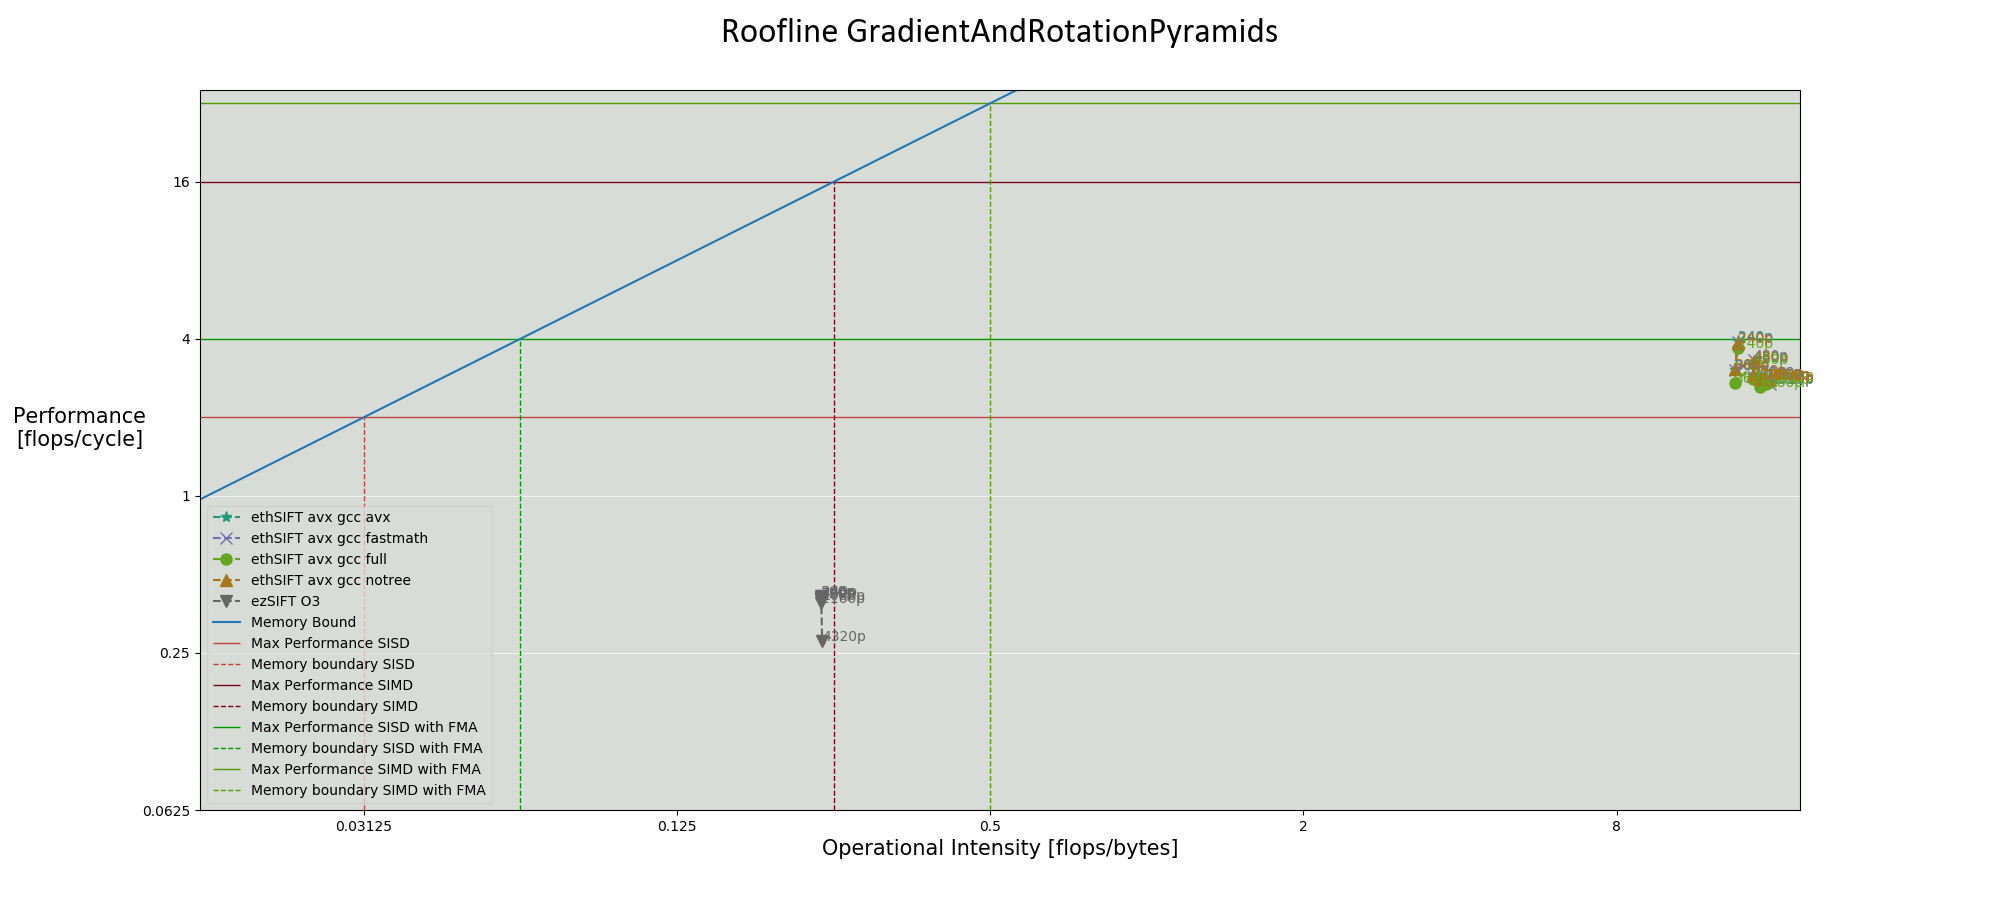 Roofline GradientAndRotationPyramids
16
4
1
0.25
0.0625
Performance
[flops/cycle]
240p
ethSIFT avx gcc avx
ethSIFT avx gcc fastmath
ethSIFT avx gcc full
ethSIFT avx gcc notree
ezSIFT O3
Memory Bound
Max Performance SISD
Memory boundary SISD
Max Performance SIMD
Memory boundary SIMD
Max Performance SISD with FMA
Memory boundary SISD with FMA
Max Performance SIMD with FMA
Memory boundary SIMD with FMA
4320p
0.03125
0.125
0.5
2
8
Operational Intensity [flops/bytes]